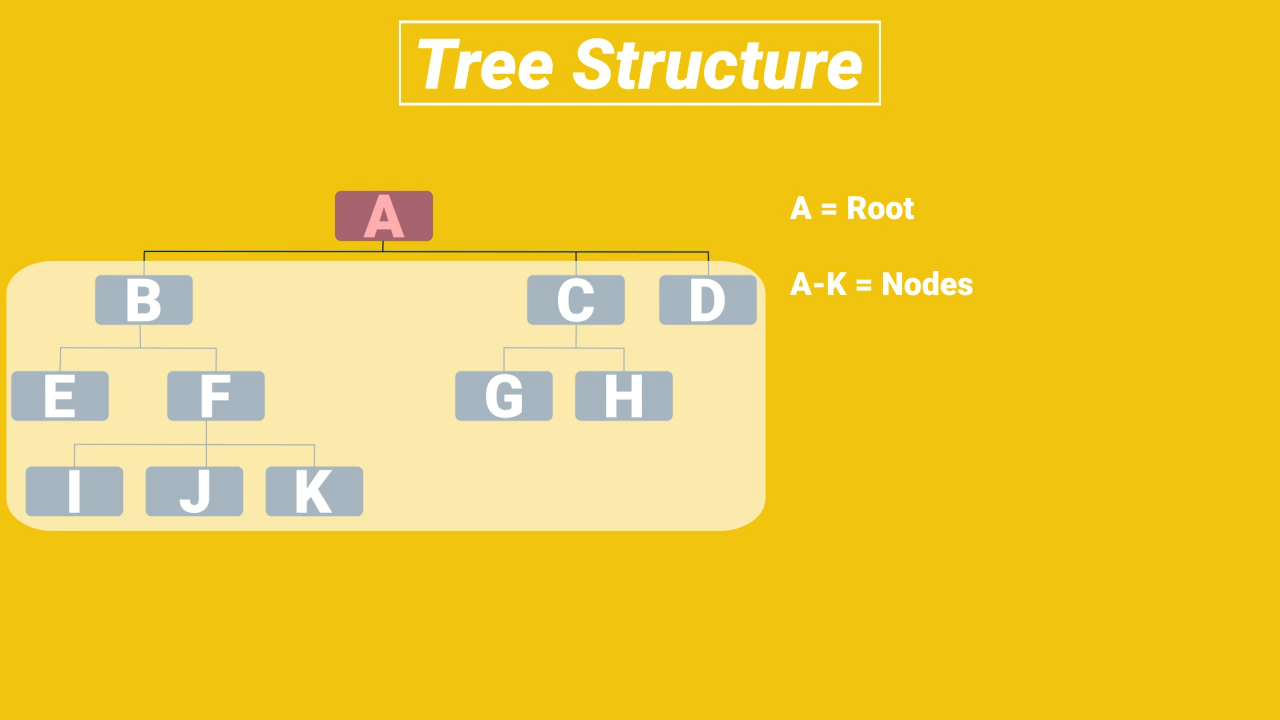 Tree Structure
A
A = Root
B C D
A-K = Nodes
E F G H
I J K